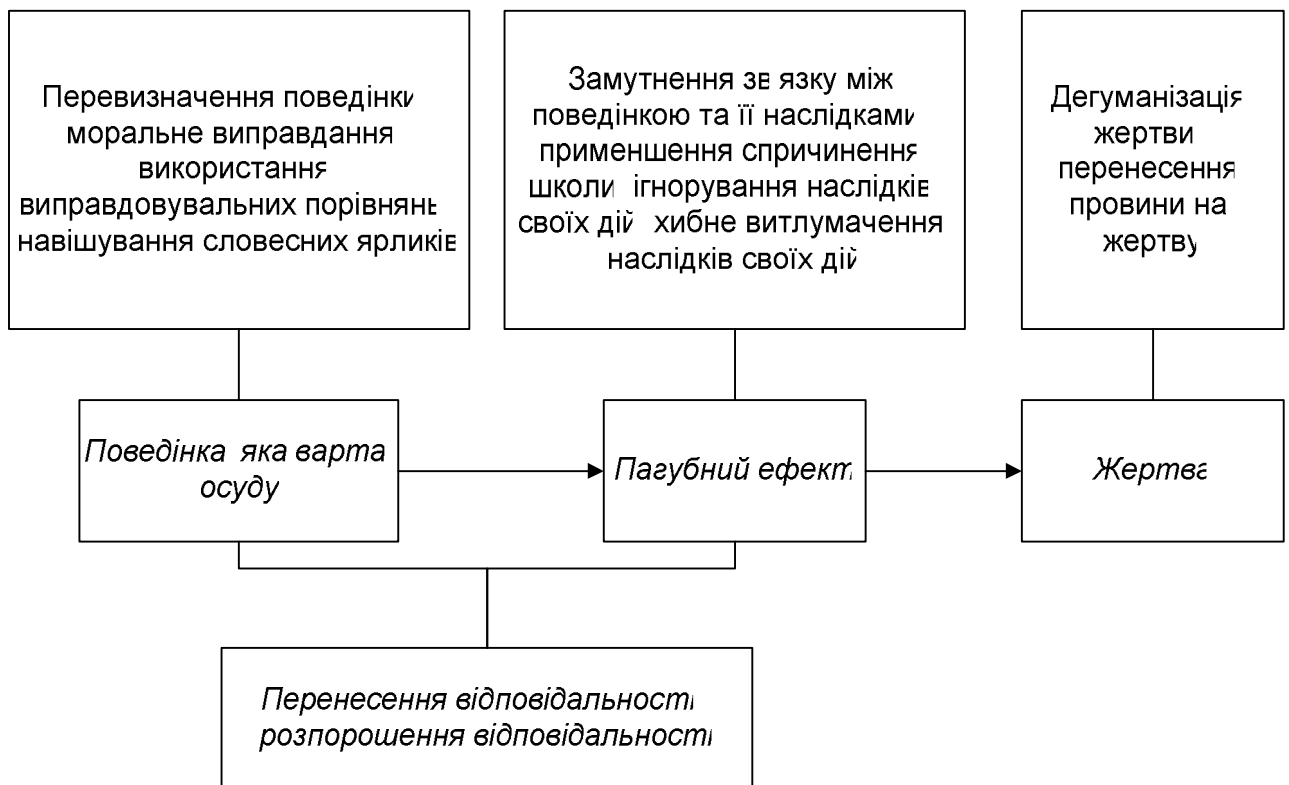 Перевизначення поведінки
моральне виправдання
використання
виправдовувальних порівнянь
навішування словесних ярликів
Замутнення зв язку між
поведінкою та її наслідками
применшення спричинення
школи ігнорування наслідків
своїх дій хибне витлумачення
наслідків своїх дій
Дегуманізація
жертви
перенесення
провини на
жертву
Поведінка яка варта
осуду
Пагубний ефект
Жертва
Перенесення відповідальності
розпорошення відповідальності